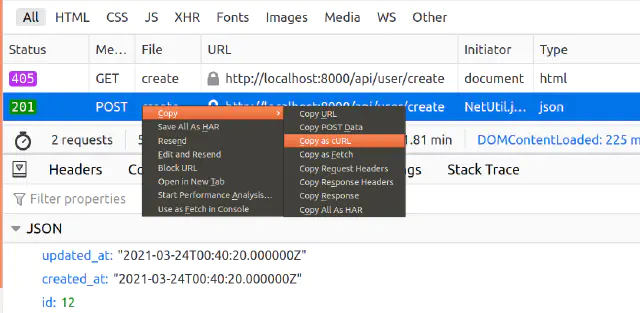 All HTML CSS JS XHR Fonts Images Media WS Other
Status Me… File URL Initiator Type
405 GET create http://localhost:8000/api/user/create document html
201 POST http://localhost:8000/api/user/create NetUtil.j… json
Copy
Save All As HAR
Resend
Edit and Resend
Block URL
Open in New Tab
Start Performance Analysis…
Use as Fetch in Console
Copy URL
Copy POST Data
Copy as cURL
Copy as Fetch
Copy Request Headers
Copy Response Headers
Copy Response
Copy All As HAR
2 requests 1.81 min DOMContentLoaded: 225 m
Headers Stack Trace
Filter properties
JSON
updated_at: "2021-03-24T00:40:20.000000Z"
created_at: "2021-03-24T00:40:20.000000Z"
id: 12